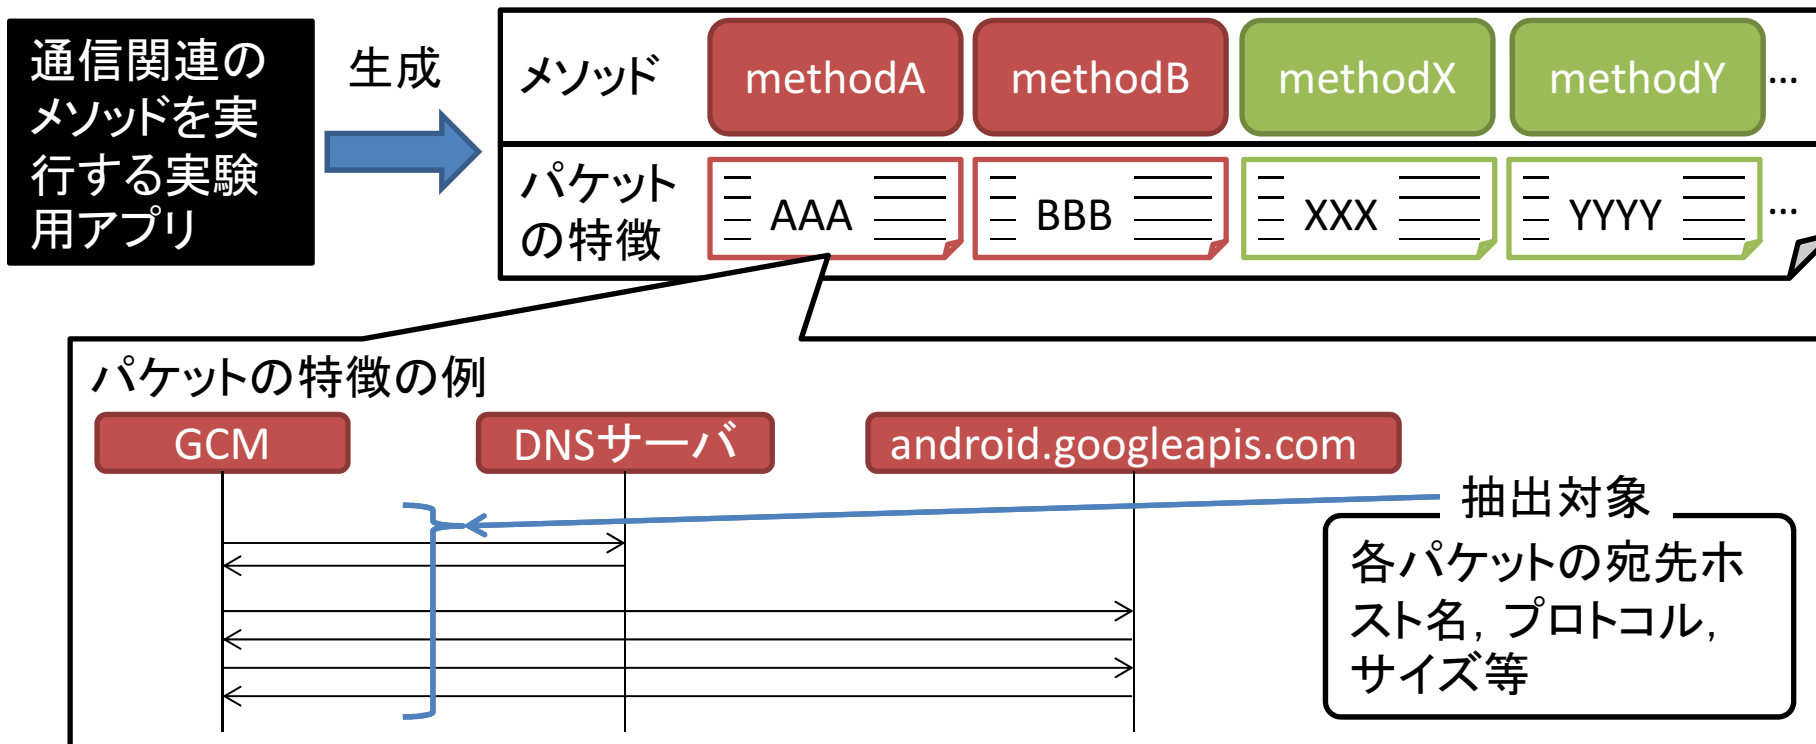 通信関連の
メソッドを実
行する実験
用アプリ
生成
メソッド
methodA
methodB
methodX
methodY
...
パケット
の特徴
AAA
BBB
XXX
YYYY
...
パケットの特徴の例
GCM
DNSサーバ
android.googleapis.com
抽出対象
各パケットの宛先ホ
スト名, プロトコル,
サイズ等